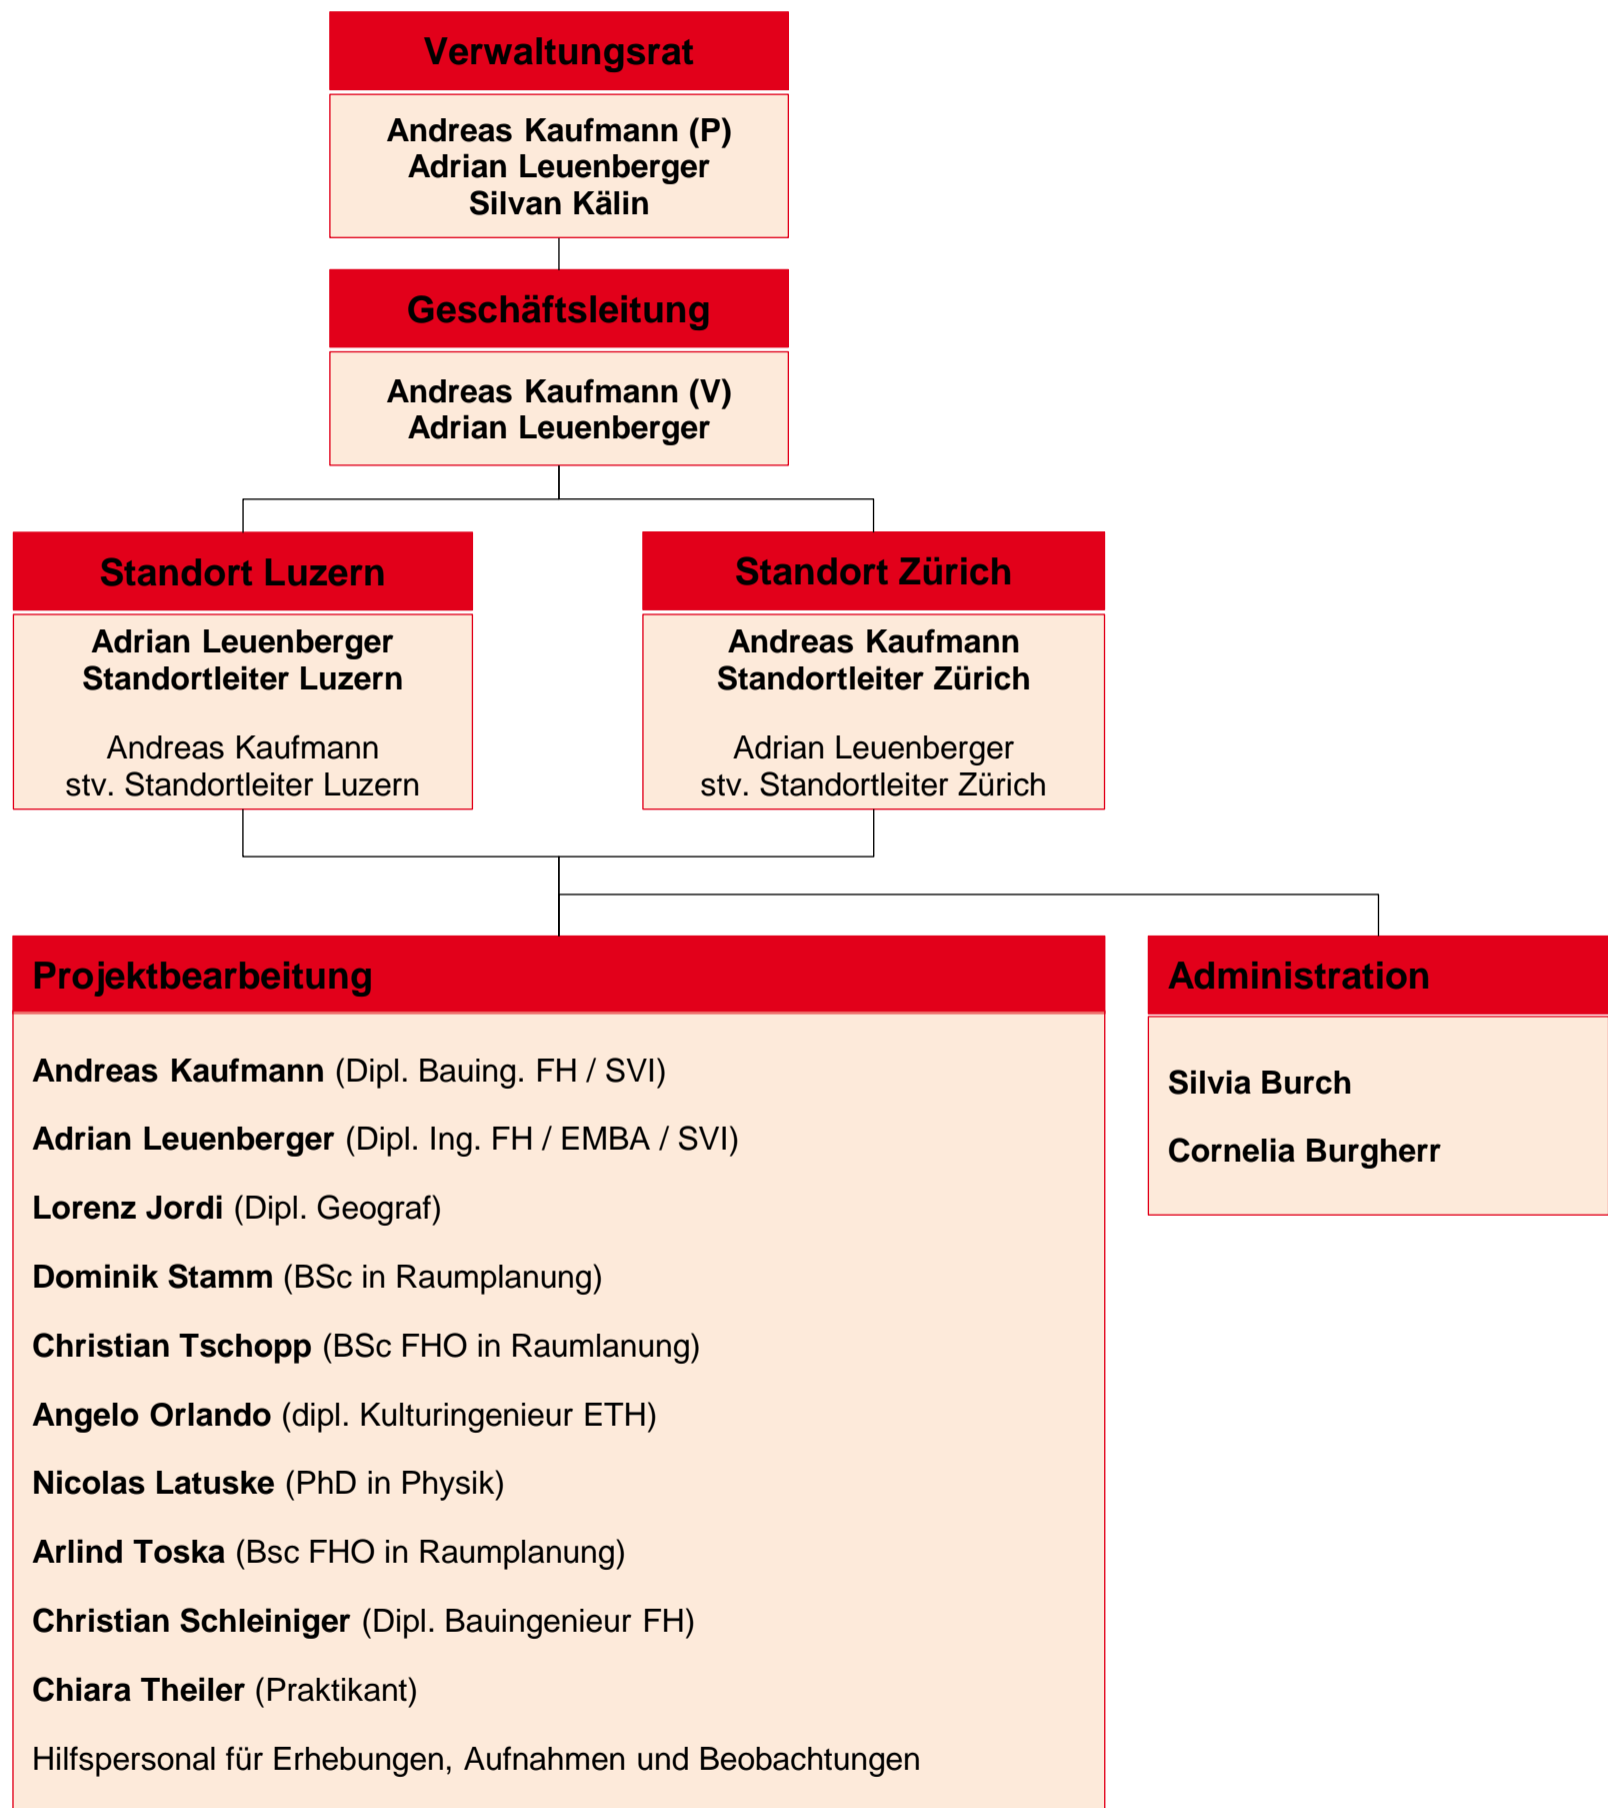 Verwaltungsrat
Andreas Kaufmann (P)
Adrian Leuenberger
Silvan Kälin
Geschäftsleitung
Andreas Kaufmann (V)
Adrian Leuenberger
Standort Luzern
Adrian Leuenberger
Standortleiter Luzern
Andreas Kaufmann
stv. Standortleiter Luzern
Standort Zürich
Andreas Kaufmann
Standortleiter Zürich
Adrian Leuenberger
stv. Standortleiter Zürich
Projektbearbeitung
Andreas Kaufmann (Dipl. Bauing. FH / SVI)
Adrian Leuenberger (Dipl. Ing. FH / EMBA / SVI)
Lorenz Jordi (Dipl. Geograf)
Dominik Stamm (BSc in Raumplanung)
Christian Tschopp (BSc FHO in Raumlanung)
Angelo Orlando (dipl. Kulturingenieur ETH)
Nicolas Latuske (PhD in Physik)
Arlind Toska (Bsc FHO in Raumplanung)
Christian Schleiniger (Dipl. Bauingenieur FH)
Chiara Theiler (Praktikant)
Hilfspersonal für Erhebungen, Aufnahmen und Beobachtungen
Administration
Silvia Burch
Cornelia Burgherr